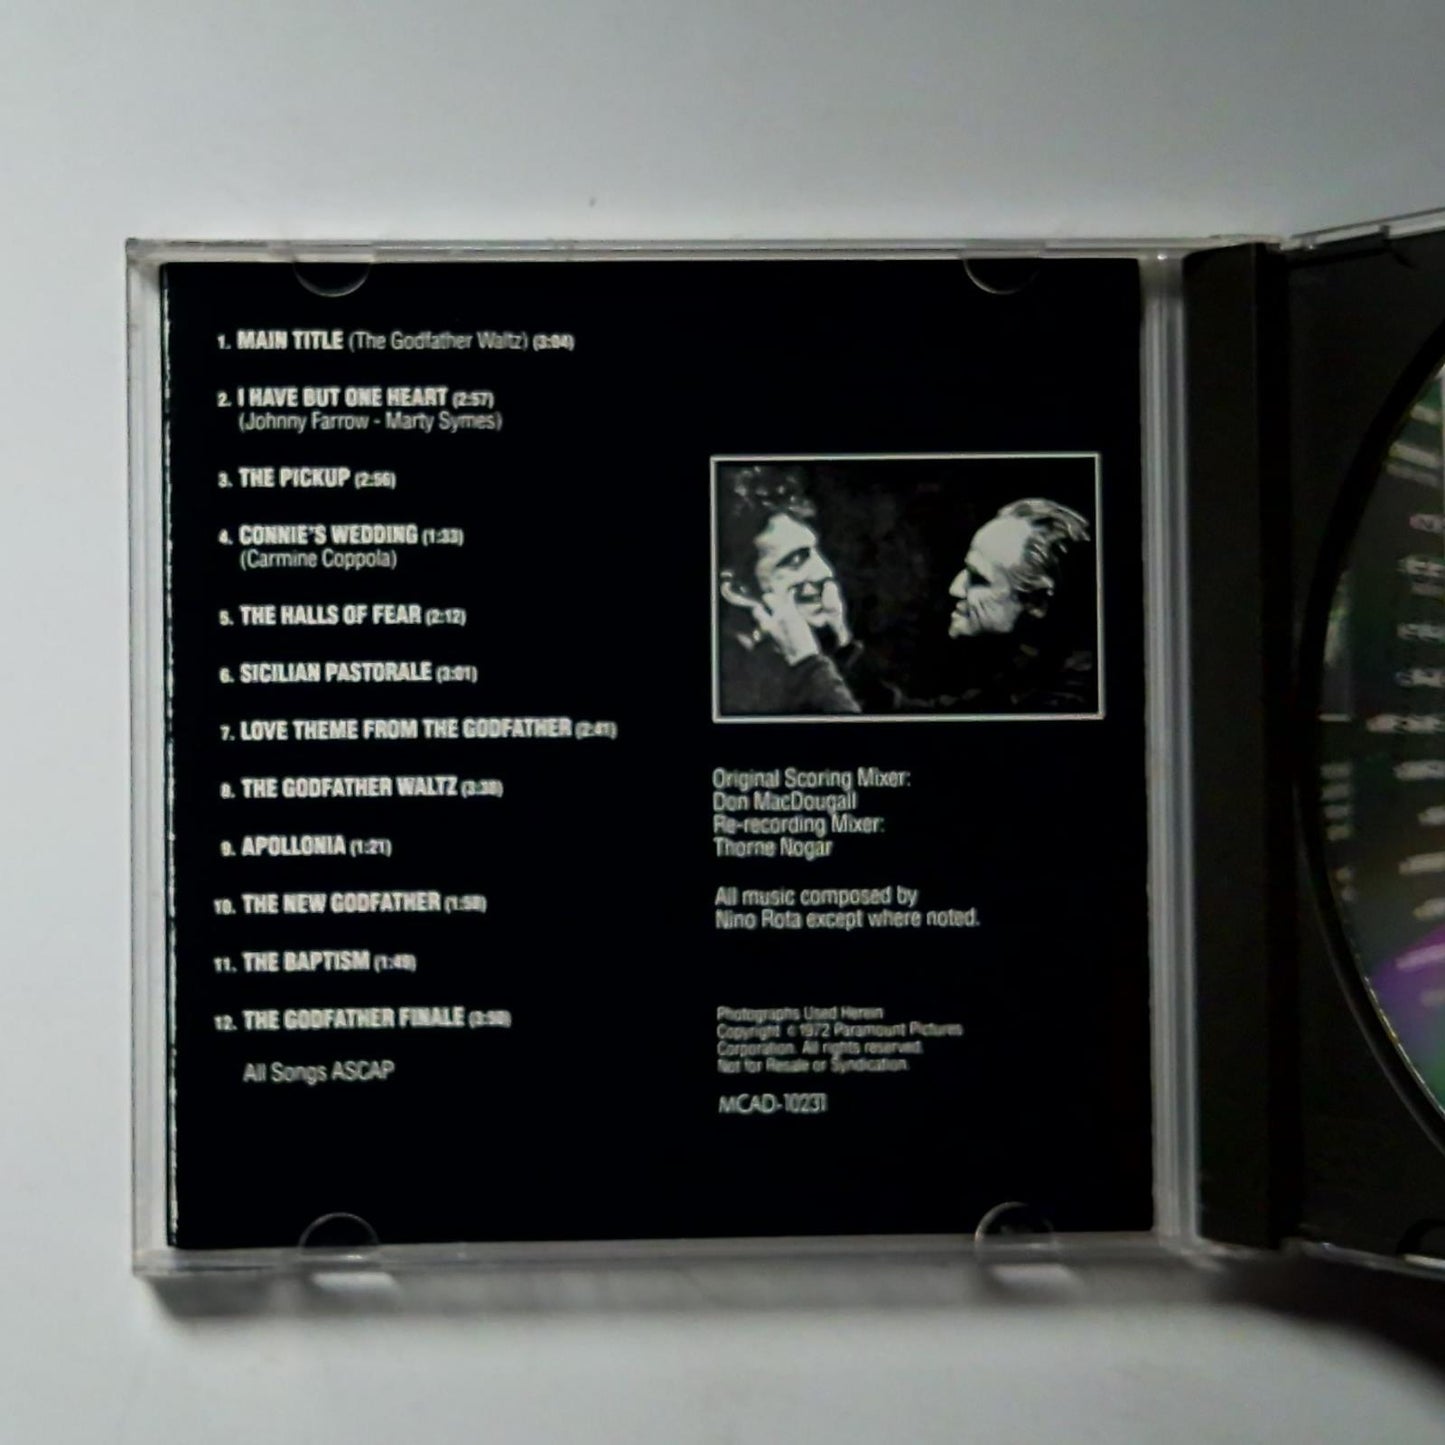 1. MAIN TITLE (The Godfather Waltz) (3:04)
2. I HAVE BUT ONE HEART (2:57)
(Johnny Farrow - Marty Symes)
3. THE PICKUP (2:56)
4. CONNIE'S WEDDING (1:33)
(Carmine Coppola)
5. THE HALLS OF FEAR (2:12)
6. SICILIAN PASTORALE (3:01)
7. LOVE THEME FROM THE GODFATHER (2:41)
8. THE GODFATHER WALTZ (3:38)
9. APOLLONIA (1:21)
10. THE NEW GODFATHER (1:58)
11. THE BAPTISM (1:49)
12. THE GODFATHER FINALE (3:50)
All Songs ASCAP
Original Scoring Mixer:
Don MacDougall
Re-recording Mixer:
Thorne Nogar
All music composed by
Nino Rota except where noted.
Photographs Used Herein
Copyright © 1972 Paramount Pictures
Corporation. All rights reserved.
Not for Resale or Syndication.
MCAD-10231